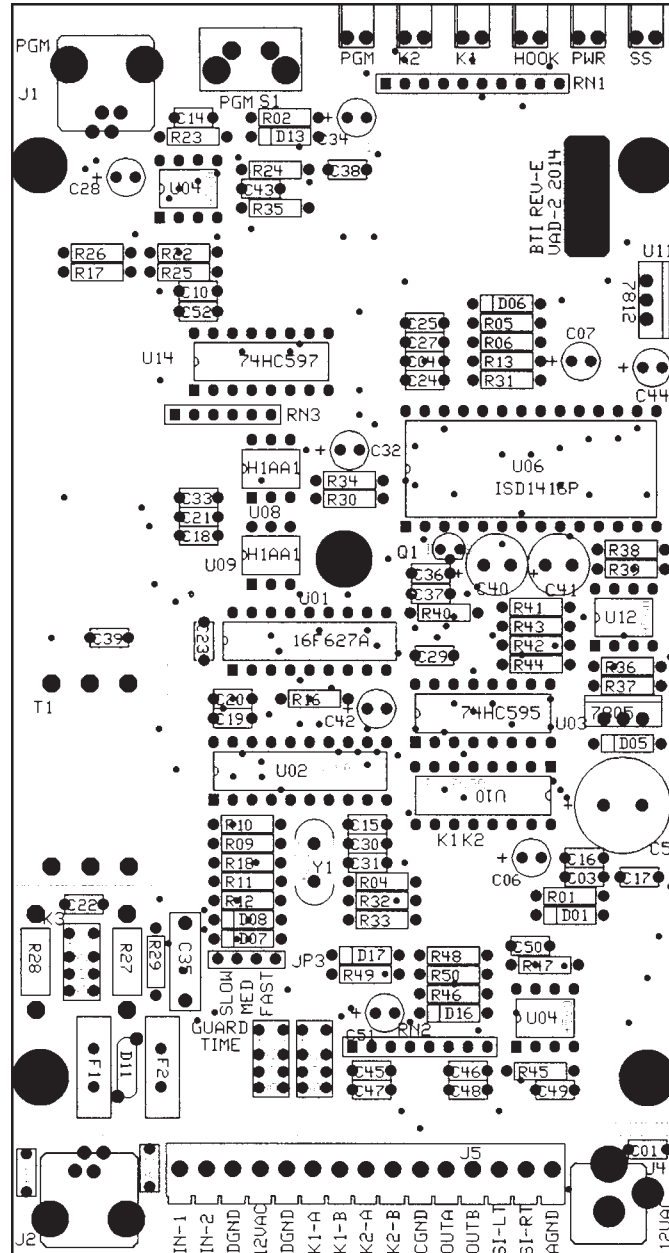 PGM
J1
PGM S1
PGM K2 K1 HOOK PWR SS
RN1
C14 R02
R23 D13 C34
C28 U04
R24 C38
C43
R35
BTI REV-E
VAD-2 2014
U11
7812
R26 R22
R17 R25
C10
C52
D06
C25 R05
C27 R06 C07
C04 R13
C24 R31
C44
U14 74HC597
RN3
C32
H1AA1
U08
R34
R30
U06
ISD1416P
C33
C21
C18
U09 H1AA1
Q1
C40 C41
R38
R39
C36
C37
R40
U01
16F627A
C39
C23
R41
R43
R42
R44
U12
C29
R36
R37
T1
C20 R16
C19 C42
74HC595 U03
7805
D05
U02
U10
K1 K2
C5
R10 C15
R09 C30
R18 Y1 C31
R11 R04
R12 R32
D08 R33
D07
C06
C16
C03 C17
R01
D01
C22
K3
R28 R27 R29 C35
JP3
SLOW
MED
FAST
GUARD
TIME
D17 R48
R49 R50
R46
D16
C50
R47
U04
C51 RN2
F1 D11 F2
C45 C46 R45
C47 C48 C49
J5
C01
J4
J2
IN-1
IN-2
DGND
12VAC
DGND
K1-A
K1-B
K2-A
K2-B
CGND
OUTA
OUTB
SI-LT
SI-RT
AGND